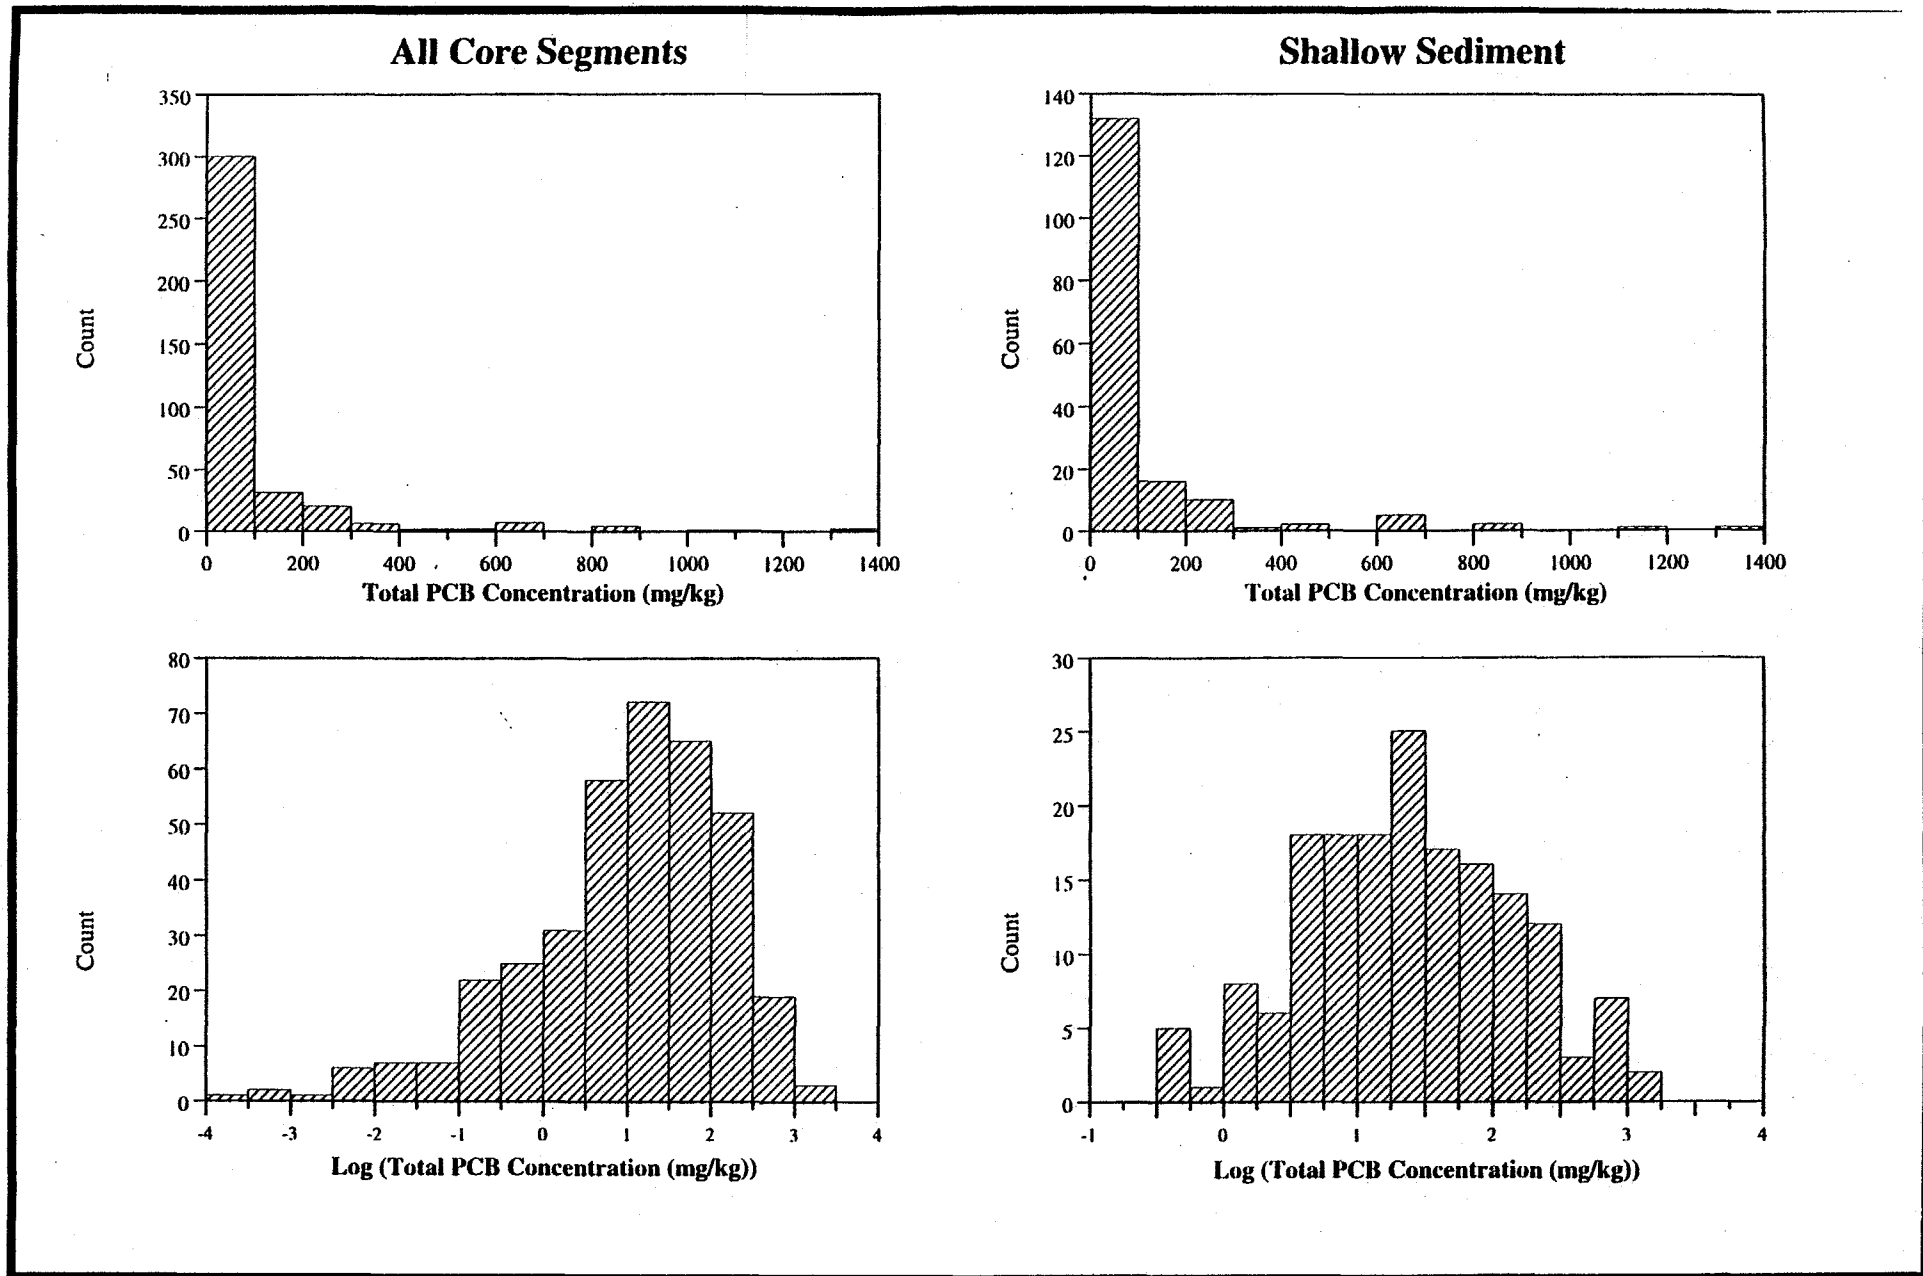 All Core Segments
350
300
250
200
150
100
50
0
Count
0 200 400 600 800 1000 1200 1400
Total PCB Concentration (mg/kg)
Shallow Sediment
140
120
100
80
60
40
20
0
Count
0 200 400 600 800 1000 1200 1400
Total PCB Concentration (mg/kg)
80
70
60
50
40
30
20
10
0
Count
-4 -3 -2 -1 0 1 2 3 4
Log (Total PCB Concentration (mg/kg))
30
25
20
15
10
5
0
Count
-1 0 1 2 3 4
Log (Total PCB Concentration (mg/kg))